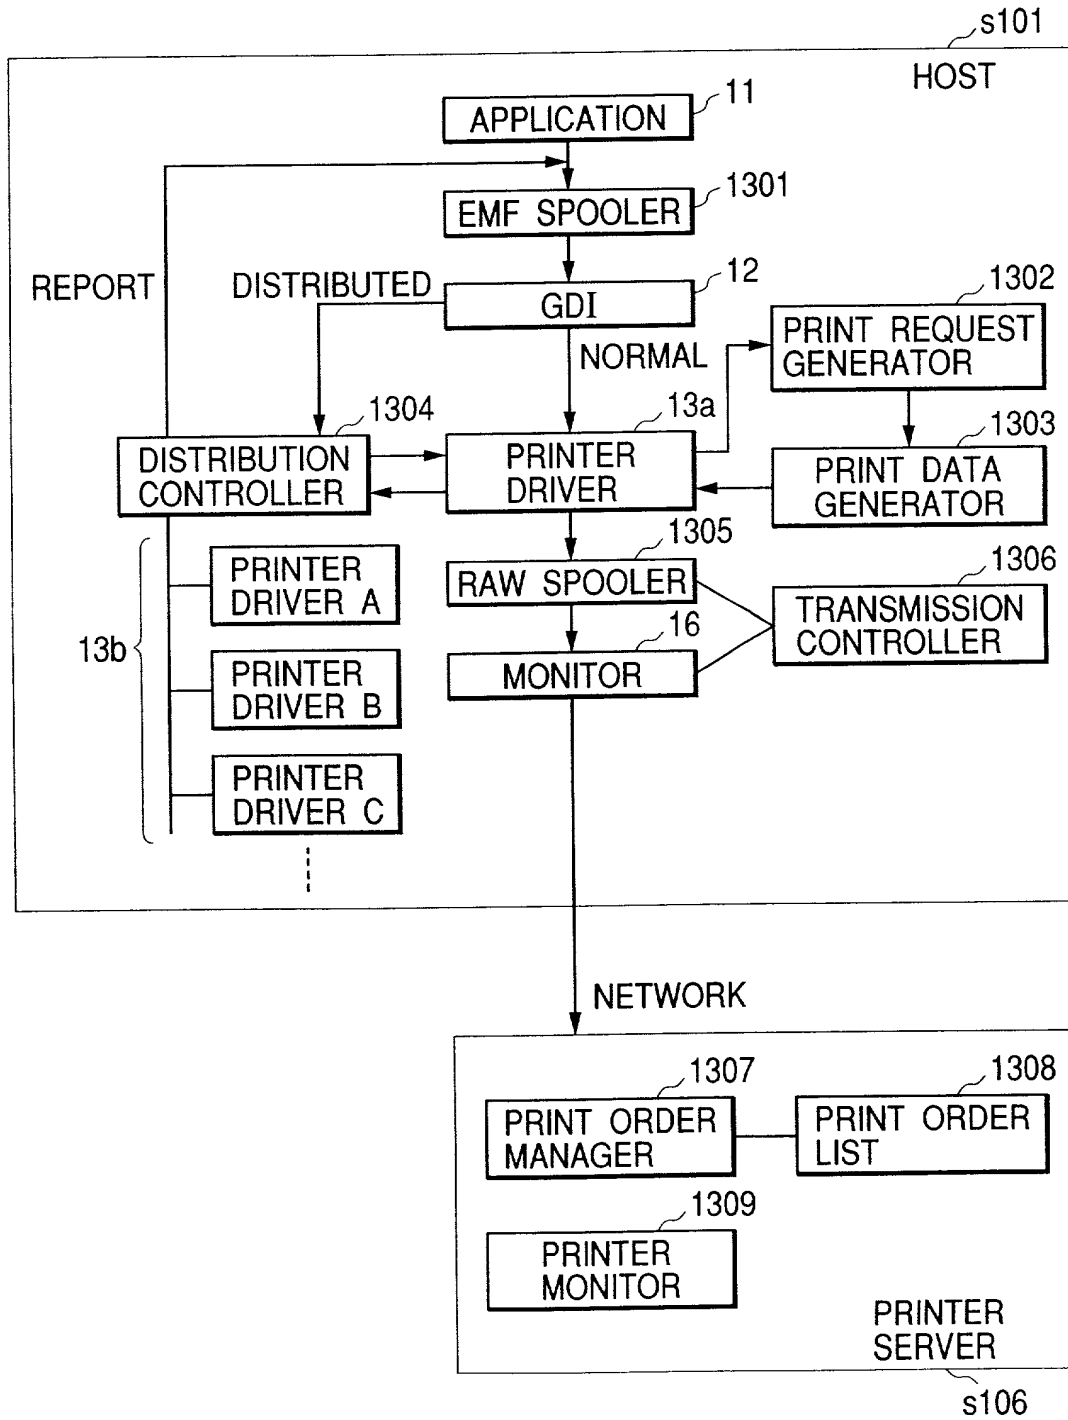 s101
HOST
11
APPLICATION
1301
EMF SPOOLER
REPORT
DISTRIBUTED
12
GDI
NORMAL
1302
PRINT REQUEST
GENERATOR
1304
DISTRIBUTION
CONTROLLER
13a
PRINTER
DRIVER
1303
PRINT DATA
GENERATOR
1305
RAW SPOOLER
1306
TRANSMISSION
CONTROLLER
16
MONITOR
13b
PRINTER
DRIVER A
PRINTER
DRIVER B
PRINTER
DRIVER C
NETWORK
1307
PRINT ORDER
MANAGER
1308
PRINT ORDER
LIST
1309
PRINTER
MONITOR
PRINTER
SERVER
s106